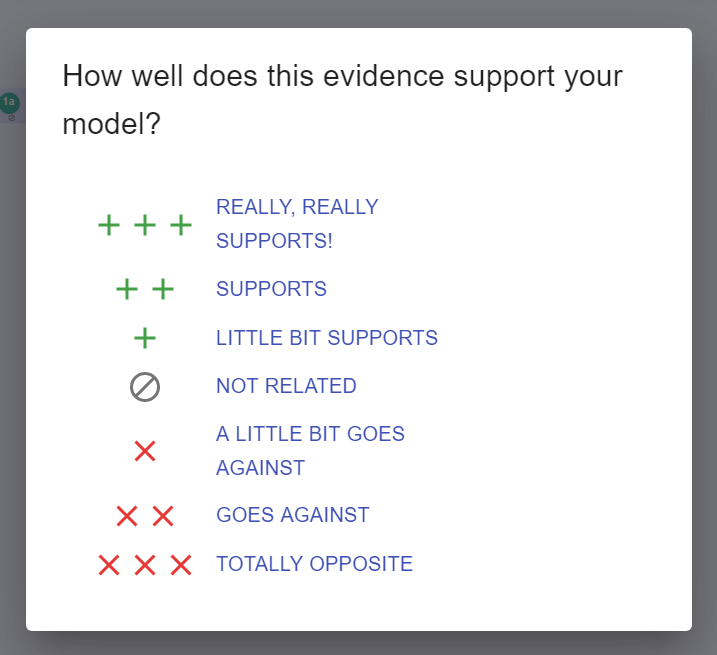 How well does this evidence support your
model?
1a
+ + + REALLY, REALLY
SUPPORTS!
+ + SUPPORTS
+ LITTLE BIT SUPPORTS
NOT RELATED
A LITTLE BIT GOES
AGAINST
GOES AGAINST
TOTALLY OPPOSITE